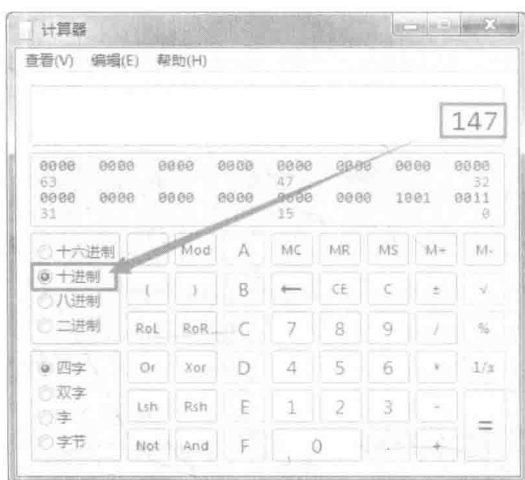 计算器
查看(V) 编辑(E) 帮助(H)
147
0000 0000 0000 0000 0000 0000 0000 0000
63 47 32
0000 0000 0000 0000 0000 0000 1001 0011
31 15 0
十六进制 Mod A MC MR MS M+ M-
十进制 ( ) B ← CE C ± √
八进制
二进制 RoL RoR C 7 8 9 / %
四字 Or Xor D 4 5 6 * 1/x
双字
字 Lsh Rsh E 1 2 3 - =
字节 Not And F 0 . +